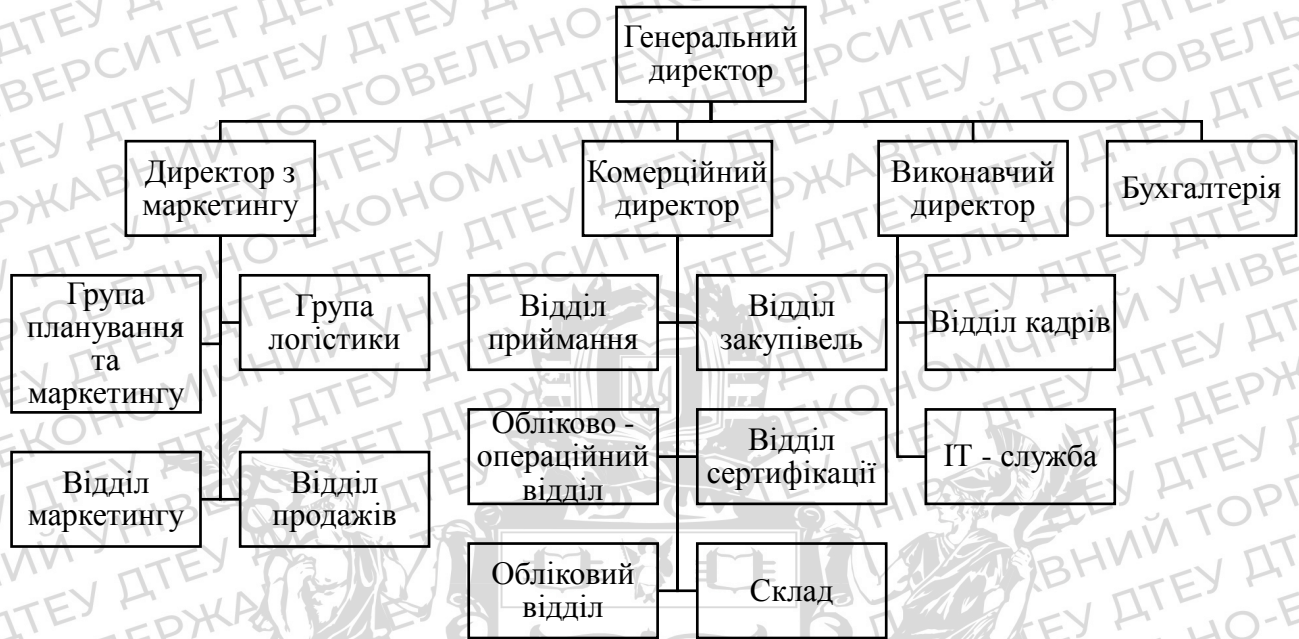 Генеральний
директор
Директор з
маркетингу
Комерційний
директор
Виконавчий
директор
Бухгалтерія
Група
планування
та
маркетингу
Група
логістики
Відділ
приймання
Відділ
закупівель
Відділ кадрів
Відділ
маркетингу
Відділ
продажів
Обліково -
операційний
відділ
Відділ
сертифікації
ІТ - служба
Обліковий
відділ
Склад